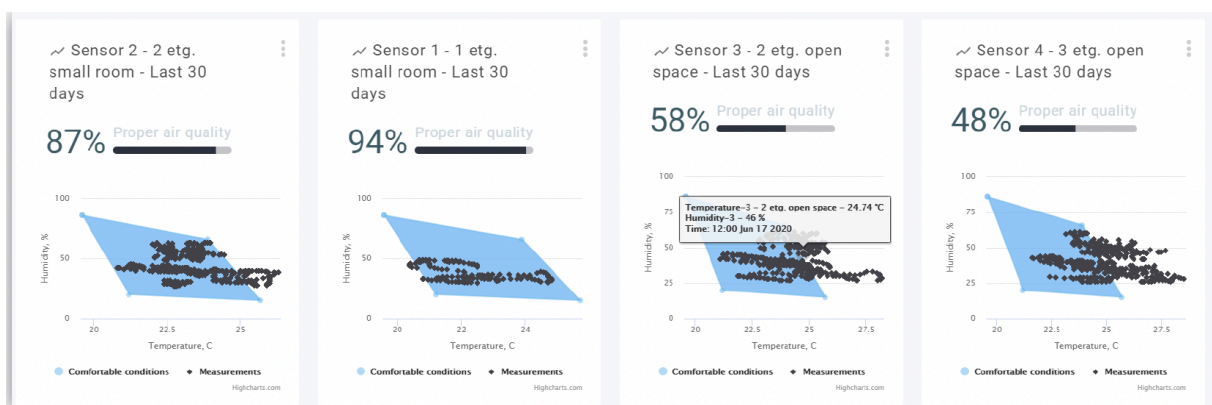 Sensor 2 - 2 etg.
small room - Last 30
days
87% Proper air quality
100
50
0
Humidity, %
20 22.5 25
Temperature, C
Comfortable conditions Measurements
Highcharts.com
Sensor 1 - 1 etg.
small room - Last 30
days
94% Proper air quality
100
50
0
Humidity, %
20 22 24
Temperature, C
Comfortable conditions Measurements
Highcharts.com
Sensor 3 - 2 etg. open
space - Last 30 days
58% Proper air quality
100
75
50
25
0
Humidity, %
Temperature-3 - 2 etg. open space - 24.74 °C
Humidity-3 - 46 %
Time: 12:00 Jun 17 2020
20 22.5 25 27.5
Temperature, C
Comfortable conditions Measurements
Highcharts.com
Sensor 4 - 3 etg. open
space - Last 30 days
48% Proper air quality
100
75
50
25
0
Humidity, %
20 22.5 25 27.5
Temperature, C
Comfortable conditions Measurements
Highcharts.com